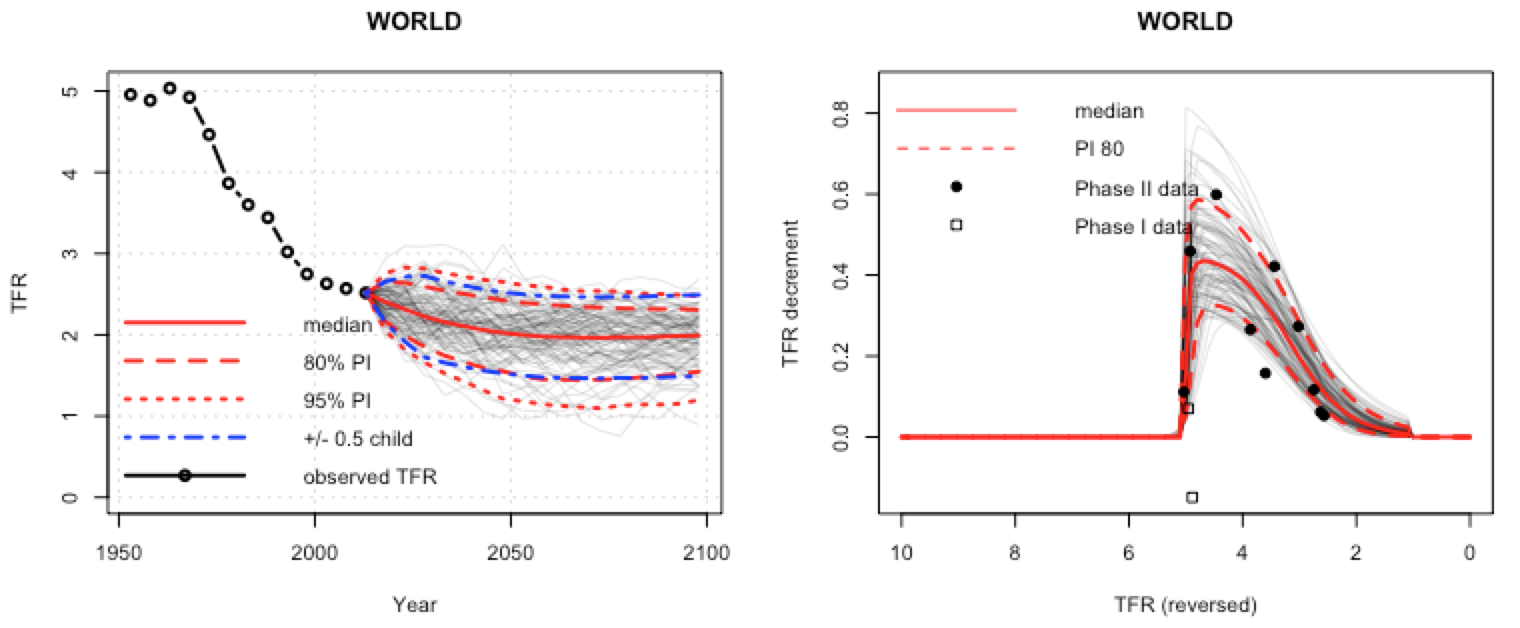 WORLD
TFR
5
4
3
2
1
0
median
80% PI
95% PI
+/- 0.5 child
observed TFR
1950 2000 2050 2100
Year
WORLD
TFR decrement
0.8
0.6
0.4
0.2
0.0
median
PI 80
Phase II data
Phase I data
10 8 6 4 2 0
TFR (reversed)